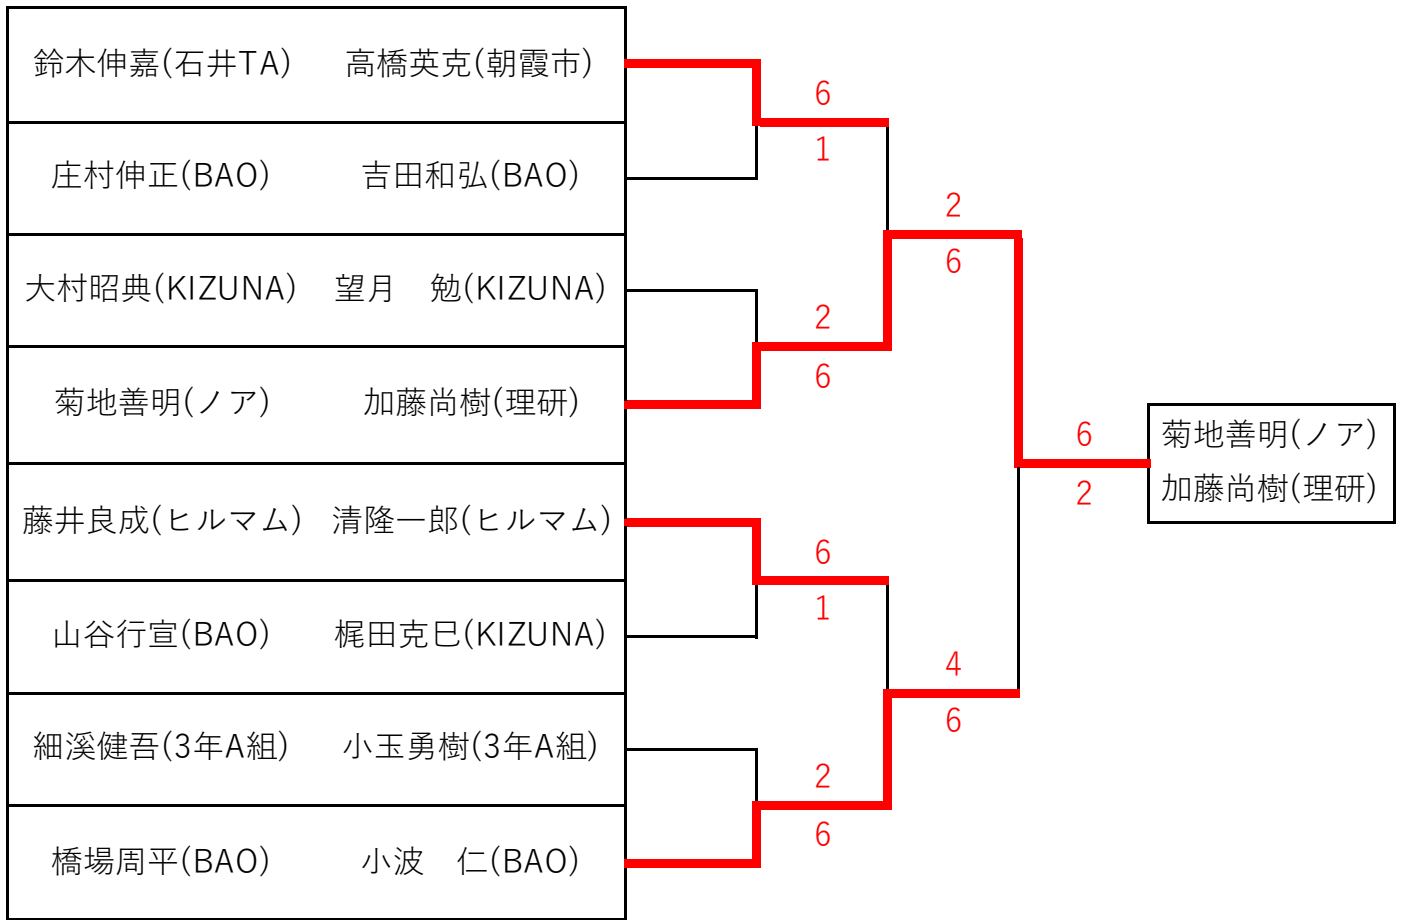 鈴木伸嘉(石井TA) 高橋英克(朝霞市)
6
1
庄村伸正(BAO) 吉田和弘(BAO)
2
6
大村昭典(KIZUNA) 望月　勉(KIZUNA)
2
6
菊地善明(ノア) 加藤尚樹(理研)
6
2
菊地善明(ノア)
加藤尚樹(理研)
藤井良成(ヒルマム) 清隆一郎(ヒルマム)
6
1
山谷行宣(BAO) 梶田克巳(KIZUNA)
4
6
細溪健吾(3年A組) 小玉勇樹(3年A組)
2
6
橋場周平(BAO) 小波　仁(BAO)